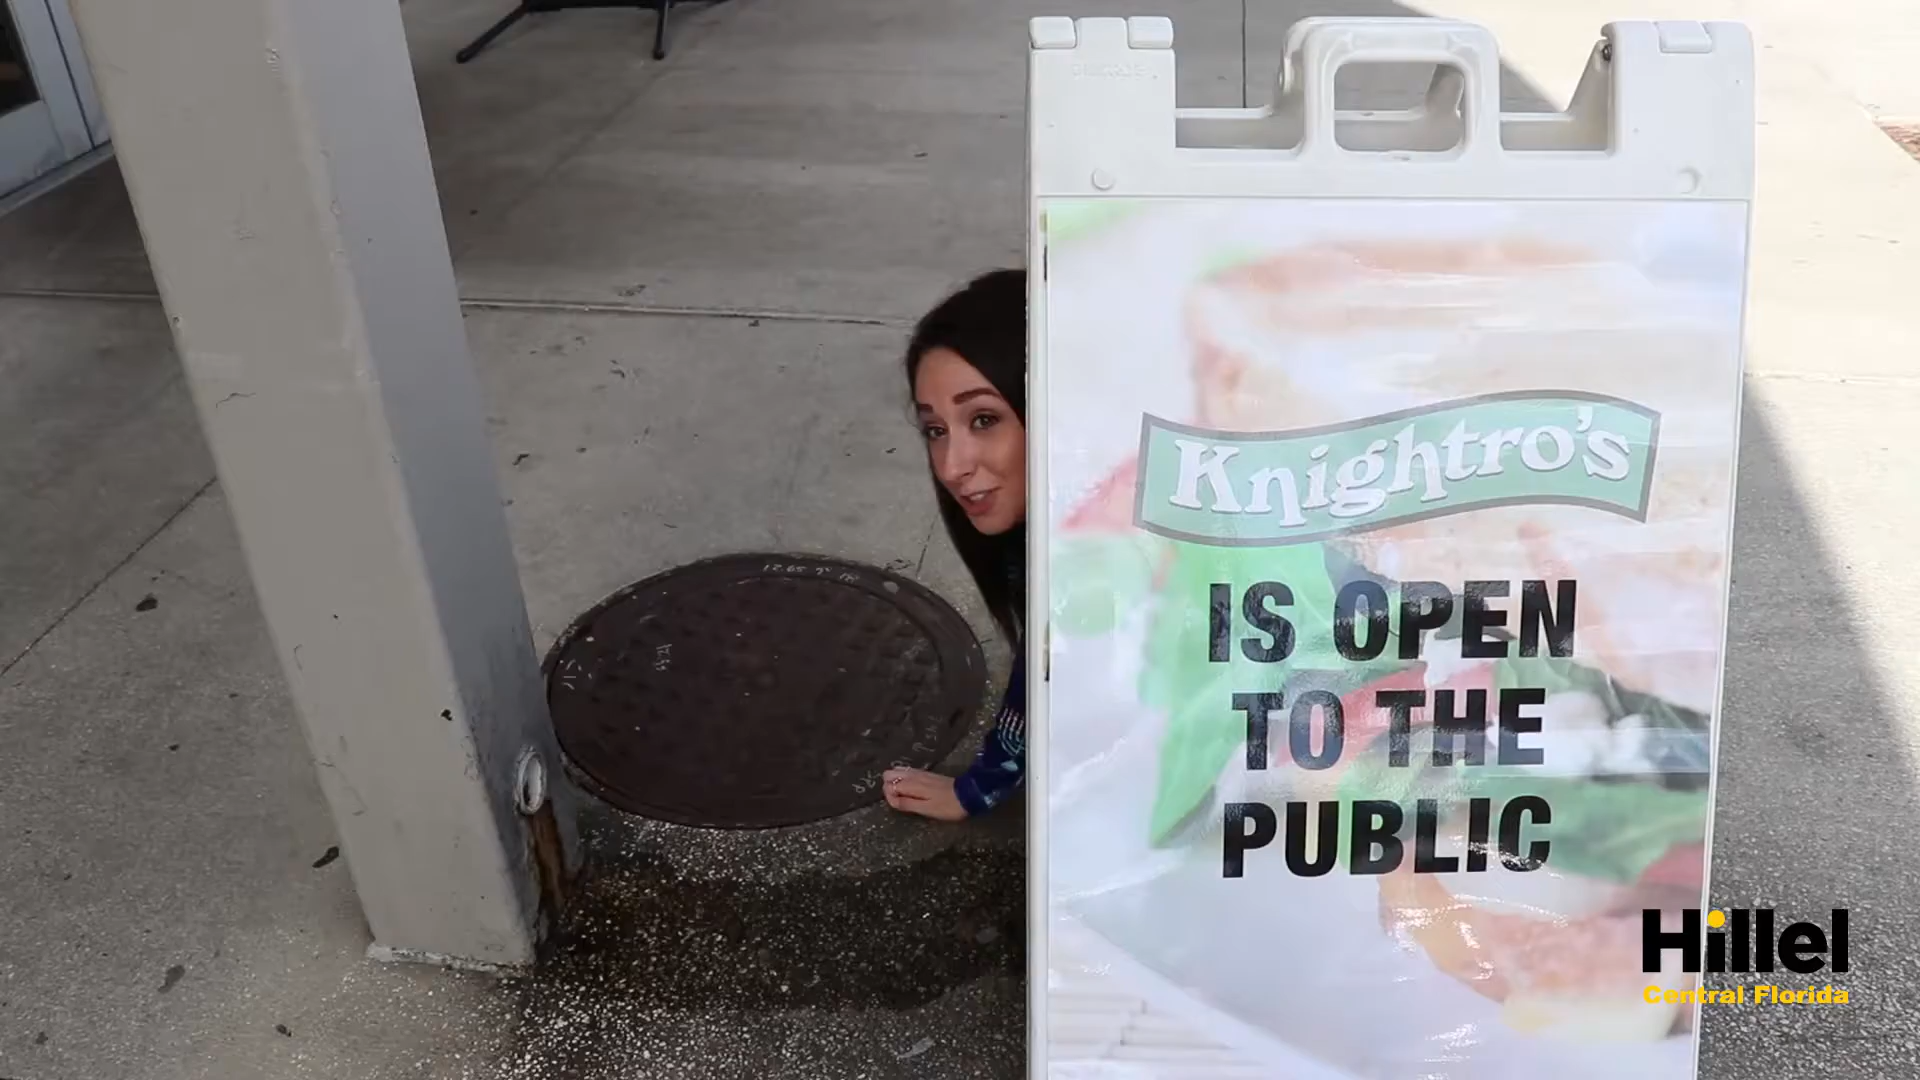 Knightro's
IS OPEN
TO THE
PUBLIC
Hillel
Central Florida